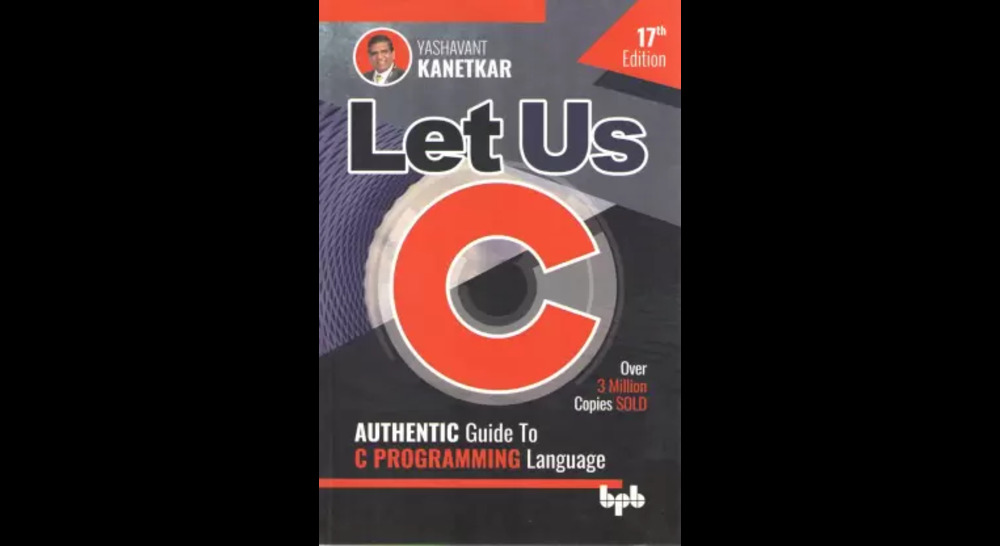 YASHAVANT
KANETKAR
17th
Edition
Let Us
C
Over
3 Million
Copies SOLD
AUTHENTIC Guide To
C PROGRAMMING Language
bpb